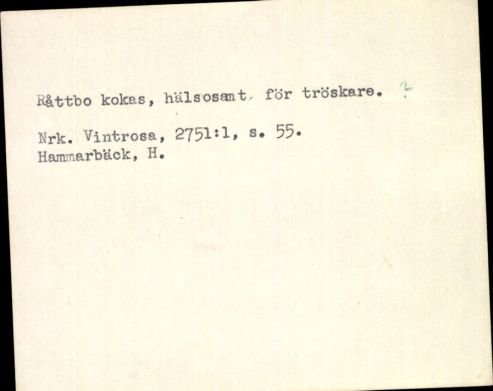 Råttbo kokas, hälsosamt för tröskare. ?
Nrk. Vintrosa, 2751:1, s. 55.
Hammarbäck, H.